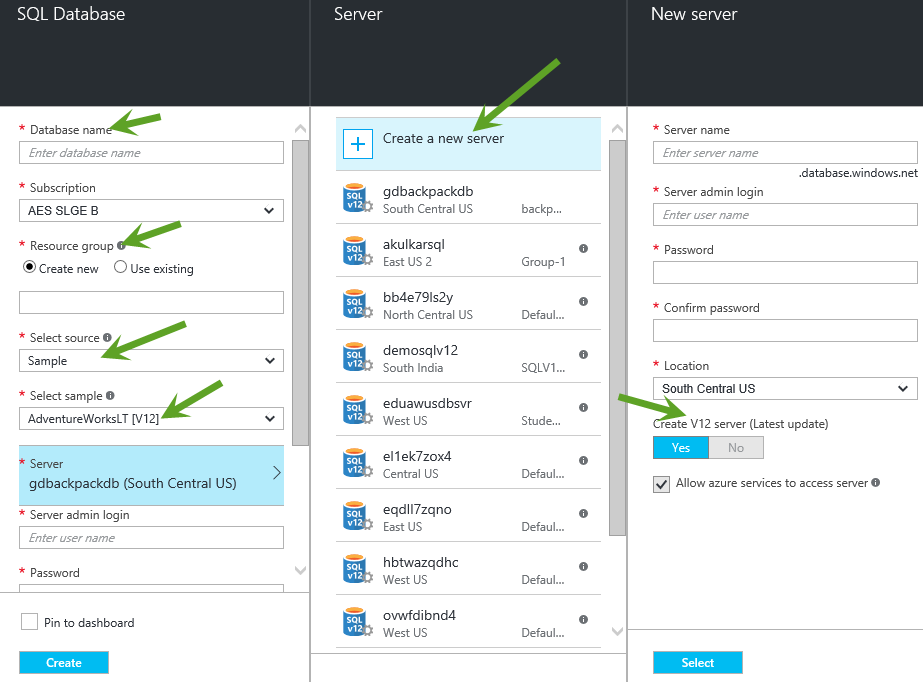 SQL Database
* Database name
Enter database name
* Subscription
AES SLGE B
* Resource group
Create new Use existing
* Select source
Sample
* Select sample
AdventureWorksLT [V12]
* Server
gdbackpackdb (South Central US)
* Server admin login
Enter user name
* Password
Pin to dashboard
Create
Server
Create a new server
SQL v12
gdbackpackdb
South Central US backp...
SQL v12
akulkarsql
East US 2 Group-1
SQL v12
bb4e79ls2y
North Central US Defaul...
SQL v12
demosqlv12
South India SQLV1...
SQL v12
eduawusdbsvr
West US Stude...
SQL v12
el1ek7zox4
Central US Defaul...
SQL v12
eqdll7zqno
East US Defaul...
SQL v12
hbtwazqdhc
West US Defaul...
SQL v12
ovwfdibnd4
West US Defaul...
New server
* Server name
Enter server name
.database.windows.net
* Server admin login
Enter user name
* Password
* Confirm password
* Location
South Central US
Create V12 server (Latest update)
Yes No
Allow azure services to access server
Select